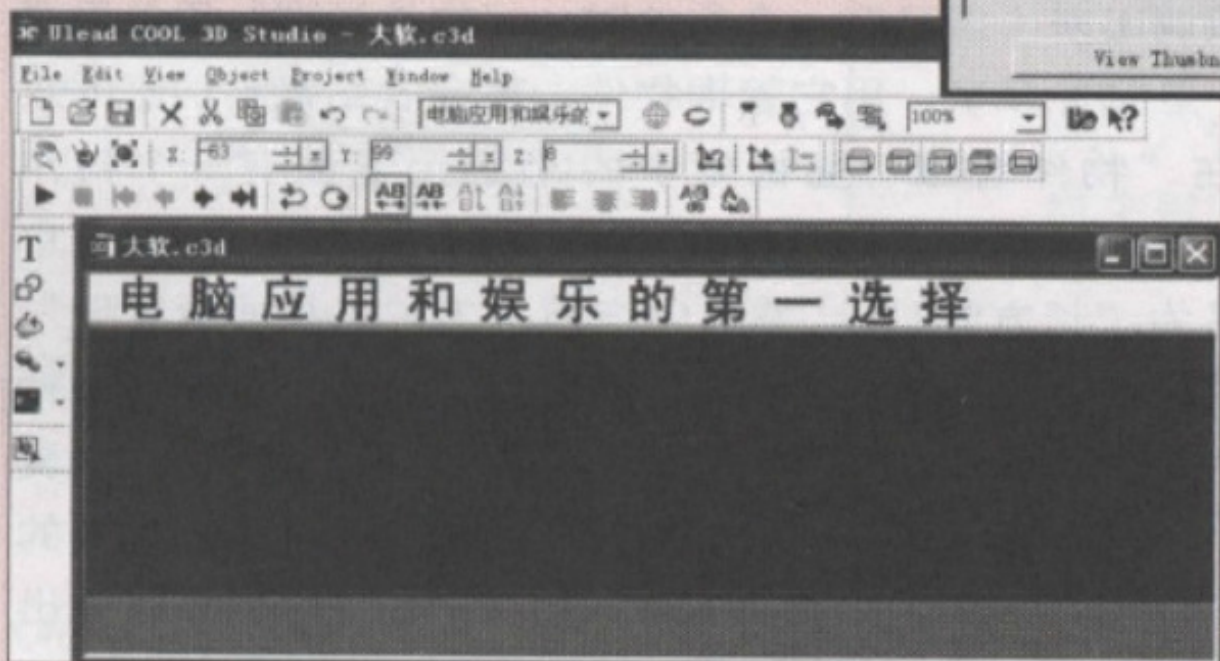 Ulead COOL 3D Studio - 大软.c3d
View Thumbn
File Edit View Object Project Window Help
电脑应用和娱乐的 100%
X: -63 Y: 99 Z: 8
T
大软.c3d
电脑应用和娱乐的第一选择